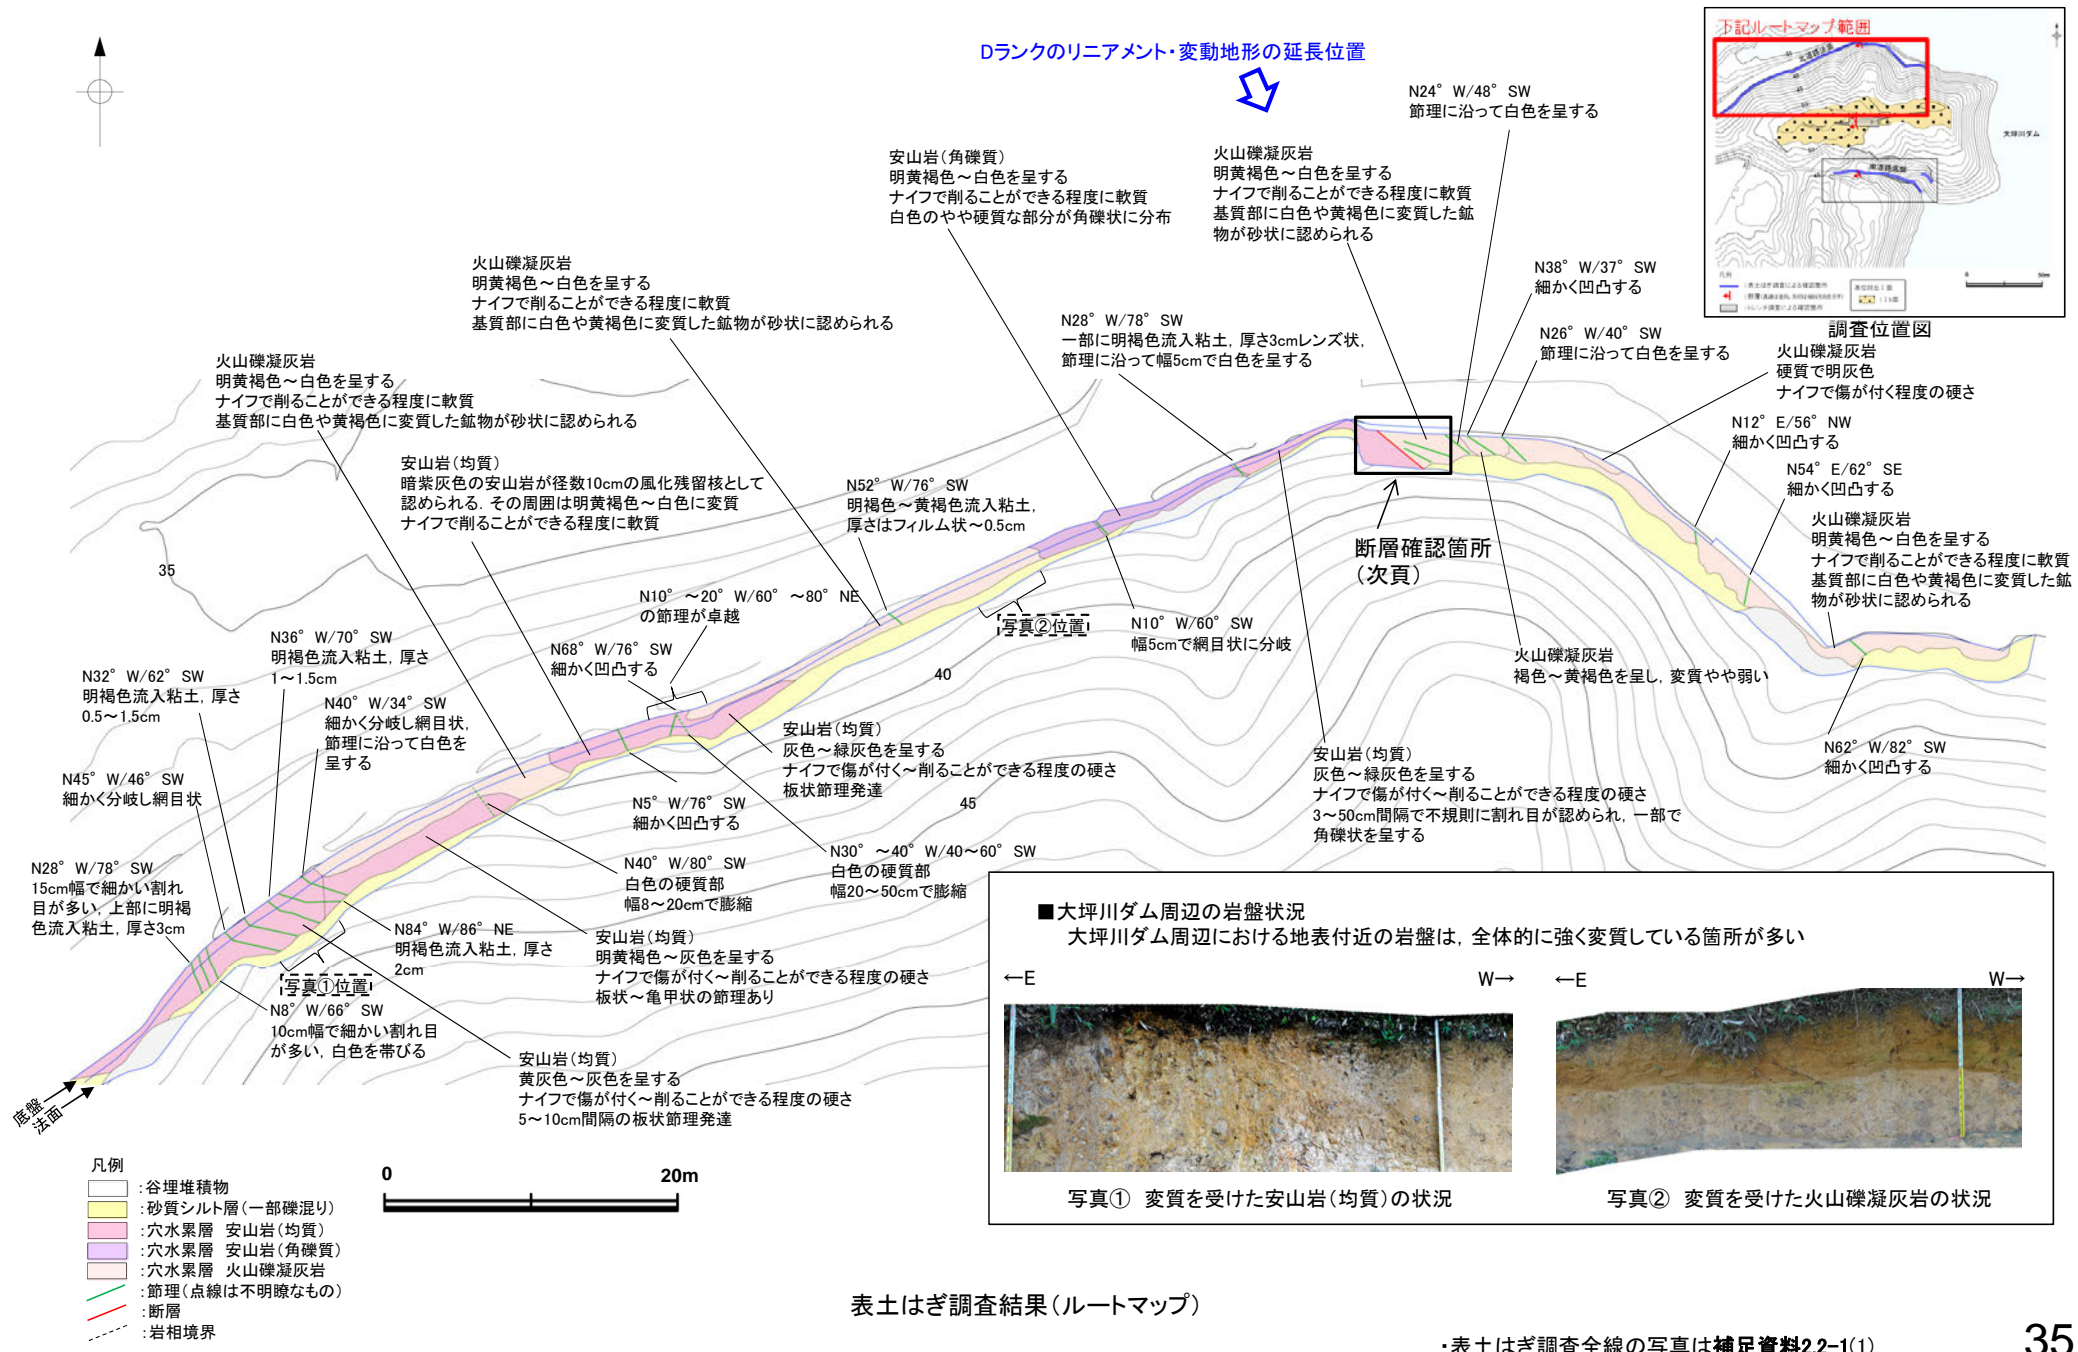 Dランクのリニアメント・変動地形の延長位置
下記ルートマップ範囲
大坪川ダム
南道路法面
凡例
0 50m
調査位置図
N24°W/48°SW
節理に沿って白色を呈する
安山岩(角礫質)
明黄褐色~白色を呈する
ナイフで削ることができる程度に軟質
白色のやや硬質な部分が角礫状に分布
火山礫凝灰岩
明黄褐色~白色を呈する
ナイフで削ることができる程度に軟質
基質部に白色や黄褐色に変質した鉱
物が砂状に認められる
火山礫凝灰岩
明黄褐色~白色を呈する
ナイフで削ることができる程度に軟質
基質部に白色や黄褐色に変質した鉱物が砂状に認められる
N38°W/37°SW
細かく凹凸する
N28°W/78°SW
一部に明褐色流入粘土, 厚さ3cmレンズ状,
節理に沿って幅5cmで白色を呈する
N26°W/40°SW
節理に沿って白色を呈する
火山礫凝灰岩
硬質で明灰色
ナイフで傷が付く程度の硬さ
火山礫凝灰岩
明黄褐色~白色を呈する
ナイフで削ることができる程度に軟質
基質部に白色や黄褐色に変質した鉱物が砂状に認められる
N12°E/56°NW
細かく凹凸する
安山岩(均質)
暗紫灰色の安山岩が径数10cmの風化残留核として
認められる. その周囲は明黄褐色~白色に変質
ナイフで削ることができる程度に軟質
N52°W/76°SW
明褐色~黄褐色流入粘土,
厚さはフィルム状~0.5cm
N54°E/62°SE
細かく凹凸する
火山礫凝灰岩
明黄褐色~白色を呈する
ナイフで削ることができる程度に軟質
基質部に白色や黄褐色に変質した鉱
物が砂状に認められる
断層確認箇所
(次頁)
35
N10°~20°W/60°~80°NE
の節理が卓越
写真②位置
N10°W/60°SW
幅5cmで網目状に分岐
N36°W/70°SW
明褐色流入粘土, 厚さ
1~1.5cm
N68°W/76°SW
細かく凹凸する
火山礫凝灰岩
褐色~黄褐色を呈し, 変質やや弱い
40
N32°W/62°SW
明褐色流入粘土, 厚さ
0.5~1.5cm
N40°W/34°SW
細かく分岐し網目状,
節理に沿って白色を
呈する
安山岩(均質)
灰色~緑灰色を呈する
ナイフで傷が付く~削ることができる程度の硬さ
板状節理発達
安山岩(均質)
灰色~緑灰色を呈する
ナイフで傷が付く~削ることができる程度の硬さ
3~50cm間隔で不規則に割れ目が認められ, 一部で
角礫状を呈する
N62°W/82°SW
細かく凹凸する
N45°W/46°SW
細かく分岐し網目状
N5°W/76°SW
細かく凹凸する
45
N40°W/80°SW
白色の硬質部
幅8~20cmで膨縮
N30°~40°W/40~60°SW
白色の硬質部
幅20~50cmで膨縮
N28°W/78°SW
15cm幅で細かい割れ
目が多い, 上部に明褐
色流入粘土, 厚さ3cm
N84°W/86°NE
明褐色流入粘土, 厚さ
2cm
安山岩(均質)
明黄褐色~灰色を呈する
ナイフで傷が付く~削ることができる程度の硬さ
板状~亀甲状の節理あり
写真①位置
N8°W/66°SW
10cm幅で細かい割れ目
が多い, 白色を帯びる
安山岩(均質)
黄灰色~灰色を呈する
ナイフで傷が付く~削ることができる程度の硬さ
5~10cm間隔の板状節理発達
底盤
法面
■大坪川ダム周辺の岩盤状況
大坪川ダム周辺における地表付近の岩盤は, 全体的に強く変質している箇所が多い
←E W→
←E W→
写真① 変質を受けた安山岩(均質)の状況
写真② 変質を受けた火山礫凝灰岩の状況
凡例
:谷埋堆積物
:砂質シルト層(一部礫混り)
:穴水累層 安山岩(均質)
:穴水累層 安山岩(角礫質)
:穴水累層 火山礫凝灰岩
:節理(点線は不明瞭なもの)
:断層
:岩相境界
0 20m
表土はぎ調査結果(ルートマップ)
・表土はぎ調査全線の写真は補足資料2.2-1(1)
35